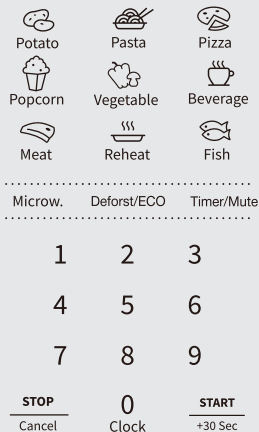 Potato Pasta Pizza
Popcorn Vegetable Beverage
Meat Reheat Fish
Microw. Deforst/ECO Timer/Mute
1 2 3
4 5 6
7 8 9
STOP 0 START
Cancel Clock +30 Sec